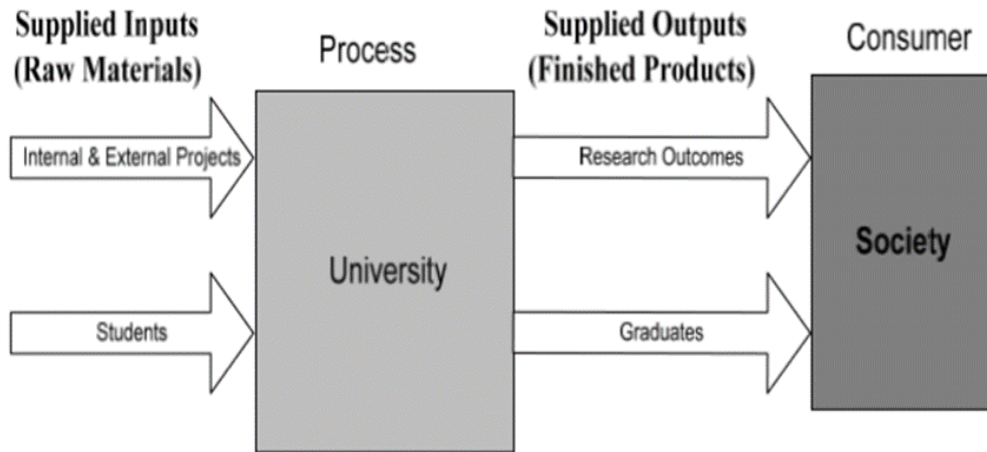 Supplied Inputs
(Raw Materials)
Process
Supplied Outputs
(Finished Products)
Consumer
Internal & External Projects
Research Outcomes
University
Society
Students
Graduates